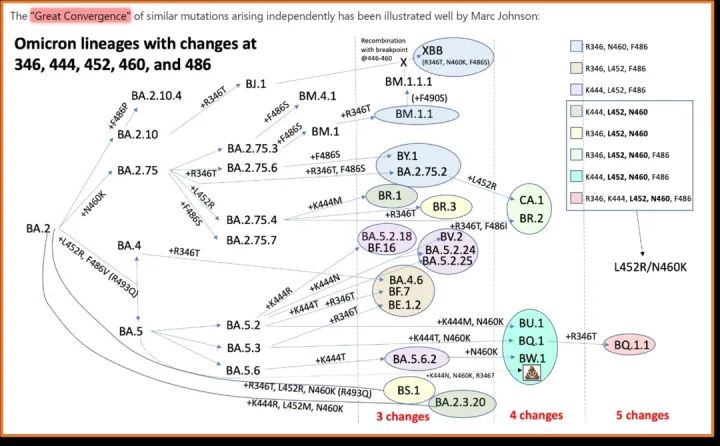 The "Great Convergence" of similar mutations arising independently has been illustrated well by Marc Johnson:
Omicron lineages with changes at
346, 444, 452, 460, and 486
Recombination
with breakpoint
@446-460
X
XBB
(R346T, N460K, F486S)
R346, N460, F486
R346, L452, F486
K444, L452, F486
K444, L452, N460
R346, L452, N460
R346, L452, N460, F486
K444, L452, N460, F486
R346, K444, L452, N460, F486
L452R/N460K
BA.2.10.4
+R346T
BJ.1
BM.1.1.1
(+F490S)
+F486P
BA.2.10
BM.4.1
+F486S
+R346T
BM.1.1
+F486S
BM.1
BA.2.75.3
BA.2.75
+N460K
+R346T
BA.2.75.6
+F486S
BY.1
+R346T, F486S
BA.2.75.2
+L452R
+L452R
+F486S
BR.1
+K444M
BR.3
+R346T
CA.1
BR.2
BA.2.75.4
BA.2.75.7
+R346T, F486I
BA.2
+L452R, F486V (R493Q)
BA.4
+R346T
BA.5.2.18
BF.16
BV.2
BA.5.2.24
BA.5.2.25
+K444R
+K444N
+K444T
+R346T
+R346T
BA.4.6
BF.7
BE.1.2
BA.5
BA.5.2
+K444M, N460K
BU.1
BA.5.3
+K444T, N460K
BQ.1
+R346T
BQ.1.1
BA.5.6
+K444T
BA.5.6.2
+N460K
BW.1
+K444N, N460K, R346?
+R346T, L452R, N460K (R493Q)
BS.1
+K444R, L452M, N460K
BA.2.3.20
3 changes
4 changes
5 changes